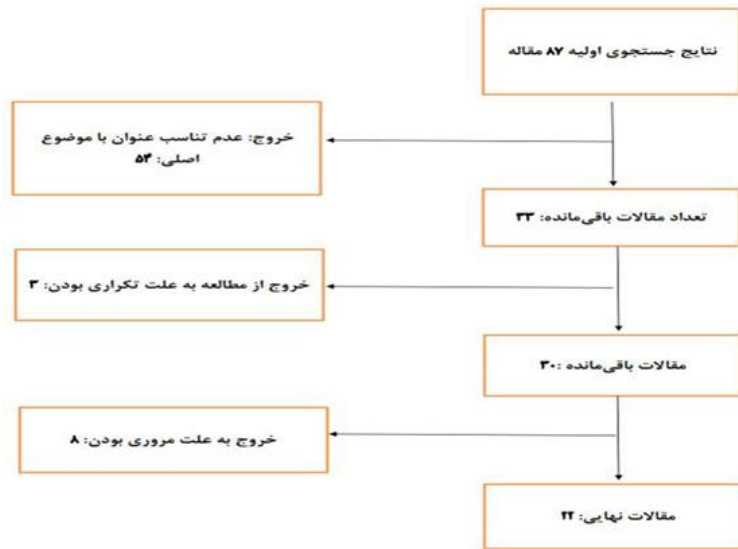 نتایج جستجوی اولیه ۸۷ مقاله
خروج: عدم تناسب عنوان با موضوع
اصلی: ۵۴
تعداد مقالات باقی‌مانده: ۳۳
خروج از مطالعه به علت تکراری بودن: ۳
مقالات باقی‌مانده :۳۰
خروج به علت مروری بودن: ۸
مقالات نهایی: ۲۲